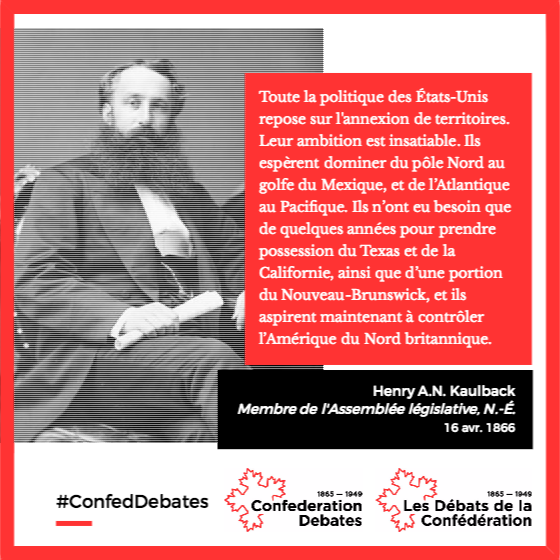 Toute la politique des États-Unis
repose sur l'annexion de territoires.
Leur ambition est insatiable. Ils
espèrent dominer du pôle Nord au
golfe du Mexique, et de l'Atlantique
au Pacifique. Ils n'ont eu besoin que
de quelques années pour prendre
possession du Texas et de la
Californie, ainsi que d'une portion
du Nouveau-Brunswick, et ils
aspirent maintenant à contrôler
l'Amérique du Nord britannique.
Henry A.N. Kaulback
Membre de l'Assemblée législative, N.-É.
16 avr. 1866
#ConfedDebates
1865 — 1949
Confederation
Debates
1865 — 1949
Les Débats de la
Confédération